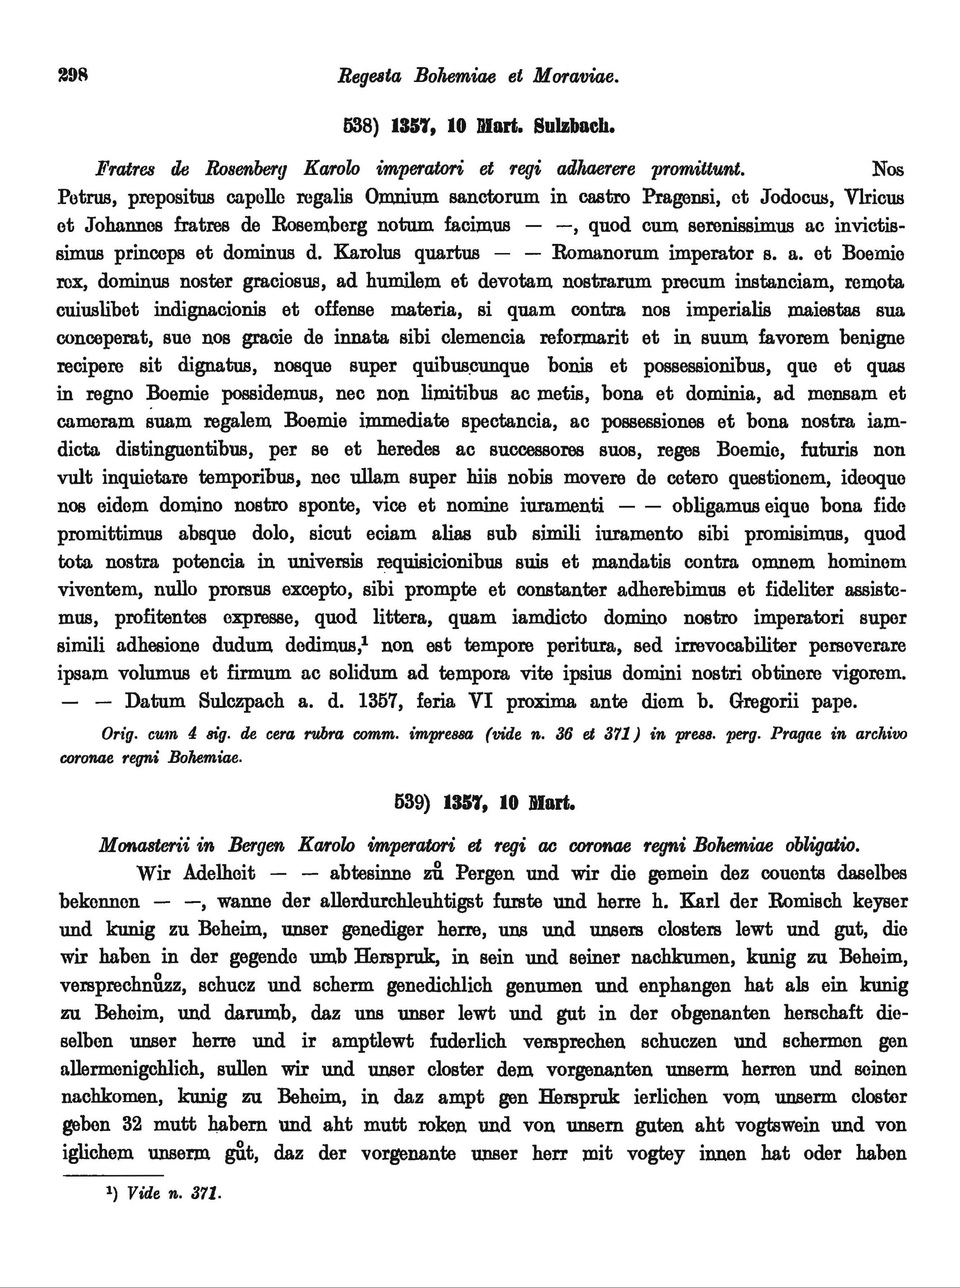 298 Regesta Bohemiae et Moraviae.
538) 1357, 10 Mart. Sulzbach.
Fratres de Rosenberg Karolo imperatori et regi adhaerere promittunt. Nos
Petrus, prepositus capelle regalis Omnium sanctorum in castro Pragensi, et Jodocus, Vlricus
et Johannes fratres de Rosemberg notum facimus — —, quod cum serenissimus ac invictis-
simus princeps et dominus d. Karolus quartus — — Romanorum imperator s. a. et Boemie
rex, dominus noster graciosus, ad humilem et devotam nostrarum precum instanciam, remota
cuiuslibet indignacionis et offense materia, si quam contra nos imperialis maiestas sua
conceperat, sue nos gracie de innata sibi clemencia reformarit et in suum favorem benigne
recipere sit dignatus, nosque super quibuscunque bonis et possessionibus, que et quas
in regno Boemie possidemus, nec non limitibus ac metis, bona et dominia, ad mensam et
cameram suam regalem Boemie immediate spectancia, ac possessiones et bona nostra iam-
dicta distinguentibus, per se et heredes ac successores suos, reges Boemie, futuris non
vult inquietare temporibus, nec ullam super hiis nobis movere de cetero questionem, ideoque
nos eidem domino nostro sponte, vice et nomine iuramenti — — obligamus eique bona fide
promittimus absque dolo, sicut eciam alias sub simili iuramento sibi promisimus, quod
tota nostra potencia in universis requisicionibus suis et mandatis contra omnem hominem
viventem, nullo prorsus excepto, sibi prompte et constanter adherebimus et fideliter assiste-
mus, profitentes expresse, quod littera, quam iamdicto domino nostro imperatori super
simili adhesione dudum dedimus,¹ non est tempore peritura, sed irrevocabiliter perseverare
ipsam volumus et firmum ac solidum ad tempora vite ipsius domini nostri obtinere vigorem.
— — Datum Sulczpach a. d. 1357, feria VI proxima ante diem b. Gregorii pape.
Orig. cum 4 sig. de cera rubra comm. impressa (vide n. 36 et 371) in press. perg. Pragae in archivo
coronae regni Bohemiae.
539) 1357, 10 Mart.
Monasterii in Bergen Karolo imperatori et regi ac coronae regni Bohemiae obligatio.
Wir Adelheit — — abtesinne zů Pergen und wir die gemein dez couents daselbes
bekennen — —, wanne der allerdurchleuhtigst furste und herre h. Karl der Romisch keyser
und kunig zu Beheim, unser genediger herre, uns und unsers closters lewt und gut, die
wir haben in der gegende umb Herspruk, in sein und seiner nachkumen, kunig zu Beheim,
versprechnůzz, schucz und scherm genedichlich genumen und enphangen hat als ein kunig
zu Beheim, und darumb, daz uns unser lewt und gut in der obgenanten herschaft die-
selben unser herre und ir amptlewt fuderlich versprechen schuczen und schermen gen
allermenigchlich, sullen wir und unser closter dem vorgenanten unserm herren und seinen
nachkomen, kunig zu Beheim, in daz ampt gen Herspruk ierlichen vom unserm closter
geben 32 mutt habern und aht mutt roken und von unsern guten aht vogtswein und von
iglichem unserm gůt, daz der vorgenante unser herr mit vogtey innen hat oder haben
¹) Vide n. 371.